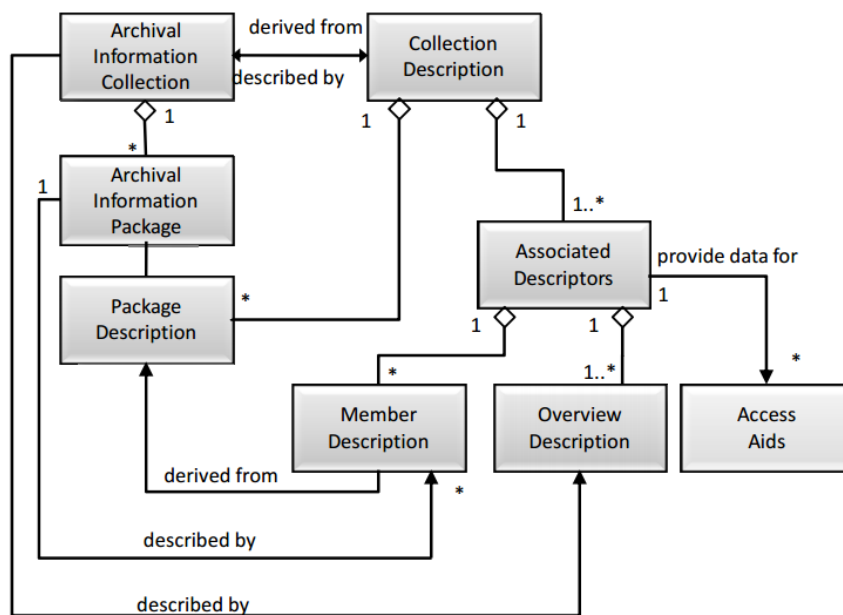 Archival
Information
Collection
derived from
described by
Collection
Description
1
*
1
1
1
Archival
Information
Package
1..*
Associated
Descriptors
provide data for
1
Package
Description
*
1
1
*
1..*
*
Member
Description
Overview
Description
Access
Aids
derived from
*
described by
described by